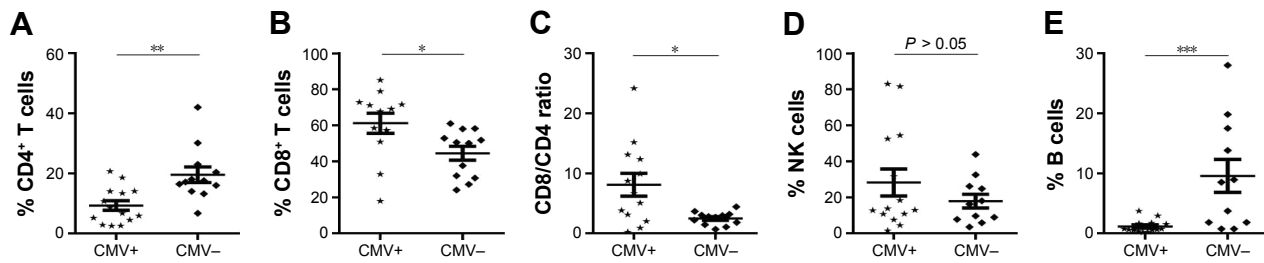 A
% CD4+ T cells
60
40
20
0
**
CMV+
CMV–
B
% CD8+ T cells
100
80
60
40
20
0
*
CMV+
CMV–
C
CD8/CD4 ratio
30
20
10
0
*
CMV+
CMV–
D
% NK cells
100
80
60
40
20
0
P > 0.05
CMV+
CMV–
E
% B cells
30
20
10
0
***
CMV+
CMV–